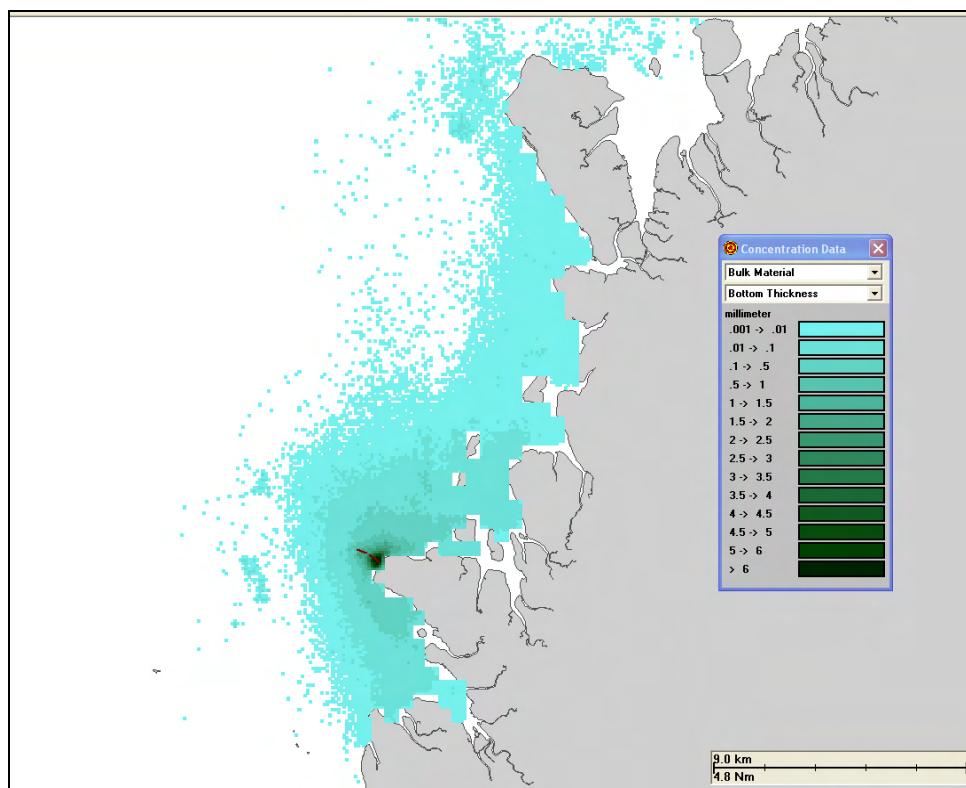 Concentration Data
Bulk Material
Bottom Thickness
millimeter
.001 -> .01
.01 -> .1
.1 -> .5
.5 -> 1
1 -> 1.5
1.5 -> 2
2 -> 2.5
2.5 -> 3
3 -> 3.5
3.5 -> 4
4 -> 4.5
4.5 -> 5
5 -> 6
> 6
9.0 km
4.8 Nm